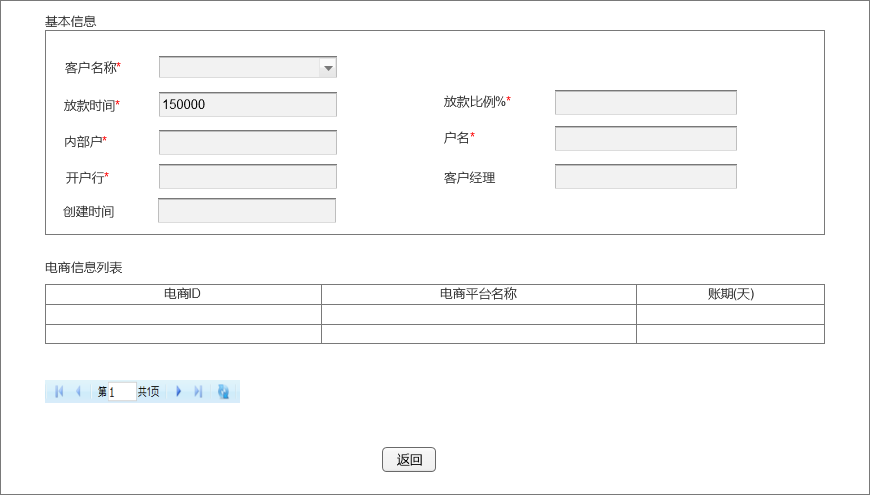 基本信息
客户名称*
放款时间* 150000 放款比例%*
内部户* 户名*
开户行* 客户经理
创建时间
电商信息列表
电商ID 电商平台名称 账期(天)
第1 共1页
返回